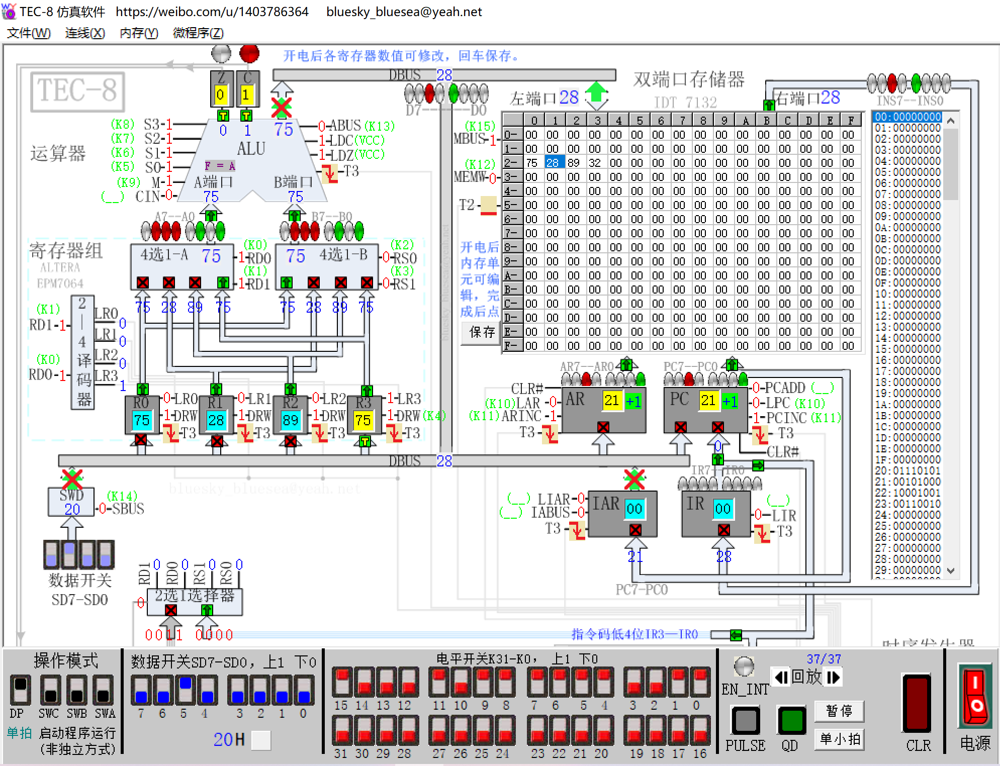 TEC-8 仿真软件 https://weibo.com/u/1403786364 bluesky_bluesea@yeah.net
文件(W) 连线(X) 内存(Y) 微程序(Z)
开电后各寄存器数值可修改，回车保存。
TEC-8
Z C
0 1
DBUS 28
D7------D0
双端口存储器
IDT 7132
左端口28
右端口28
INS7--INS0
运算器
(K8) S3-1
(K7) S2-1
(K6) S1-1
(K5) S0-1
(K9) M-1
(__) CIN-0
0 1 75
ALU
F = A
A端口 B端口
75 75
0-ABUS (K13)
1-LDC(VCC)
1-LDZ(VCC)
T3
(K15)
MBUS-1
(K12)
MEMW-0
T2
开电后
内存单
元可编
辑，完
成后点
保存
0 1 2 3 4 5 6 7 8 9 A B C D E F
0- 00 00 00 00 00 00 00 00 00 00 00 00 00 00 00 00
1- 00 00 00 00 00 00 00 00 00 00 00 00 00 00 00 00
2- 75 28 89 32 00 00 00 00 00 00 00 00 00 00 00 00
3- 00 00 00 00 00 00 00 00 00 00 00 00 00 00 00 00
4- 00 00 00 00 00 00 00 00 00 00 00 00 00 00 00 00
5- 00 00 00 00 00 00 00 00 00 00 00 00 00 00 00 00
6- 00 00 00 00 00 00 00 00 00 00 00 00 00 00 00 00
7- 00 00 00 00 00 00 00 00 00 00 00 00 00 00 00 00
8- 00 00 00 00 00 00 00 00 00 00 00 00 00 00 00 00
9- 00 00 00 00 00 00 00 00 00 00 00 00 00 00 00 00
A- 00 00 00 00 00 00 00 00 00 00 00 00 00 00 00 00
B- 00 00 00 00 00 00 00 00 00 00 00 00 00 00 00 00
C- 00 00 00 00 00 00 00 00 00 00 00 00 00 00 00 00
D- 00 00 00 00 00 00 00 00 00 00 00 00 00 00 00 00
E- 00 00 00 00 00 00 00 00 00 00 00 00 00 00 00 00
F- 00 00 00 00 00 00 00 00 00 00 00 00 00 00 00 00
00:00000000
01:00000000
02:00000000
03:00000000
04:00000000
05:00000000
06:00000000
07:00000000
08:00000000
09:00000000
0A:00000000
0B:00000000
0C:00000000
0D:00000000
0E:00000000
0F:00000000
10:00000000
11:00000000
12:00000000
13:00000000
14:00000000
15:00000000
16:00000000
17:00000000
18:00000000
19:00000000
1A:00000000
1B:00000000
1C:00000000
1D:00000000
1E:00000000
1F:00000000
20:01110101
21:00101000
22:10001001
23:00110010
24:00000000
25:00000000
26:00000000
27:00000000
28:00000000
29:00000000
A7--A0 B7--B0
寄存器组
ALTERA
EPM7064
4选1-A 75
(K0)
1-RD0
(K1)
1-RD1
75 4选1-B
(K2)
0-RS0
(K3)
0-RS1
75 28 89 75 75 28 89 75
(K1)
RD1-1
(K0)
RD0-1
2—4译码器
LR0 0
LR1 0
LR2 0
LR3 1
R0 75
0-LR0
1-DRW
T3
R1 28
0-LR1
1-DRW
T3
R2 89
0-LR2
1-DRW
T3
R3 75
1-LR3
1-DRW(K4)
T3
bluesky_bluesea@yeah.net
AR7--AR0
CLR#
(K10)LAR -0
(K11)ARINC -1
T3
AR 21 +1
PC7--PC0
PC 21 +1
0-PCADD (__)
0-LPC (K10)
1-PCINC(K11)
T3
CLR#
0
DBUS 28
bluesky_bluesea@yeah.net
SWD
20
(K14)
0-SBUS
数据开关
SD7-SD0
IR7--IR0
(__) LIAR-0
(__) IABUS-0
T3
IAR 00
IR 00
(__)
0-LIR
T3
21 28
PC7-PC0
RD1 0 RD0 0 RS1 0 RS0 0
0 2选1选择器
0011 0000
指令码低4位IR3—IR0
时序发生器
操作模式
DP SWC SWB SWA
单拍 启动程序运行
(非独立方式)
数据开关SD7-SD0，上1 下0
7 6 5 4 3 2 1 0
20H
电平开关K31-K0， 上1 下0
15 14 13 12 11 10 9 8 7 6 5 4 3 2 1 0
31 30 29 28 27 26 25 24 23 22 21 20 19 18 17 16
EN_INT
37/37
回放
PULSE QD
暂停
单小拍
CLR
电源